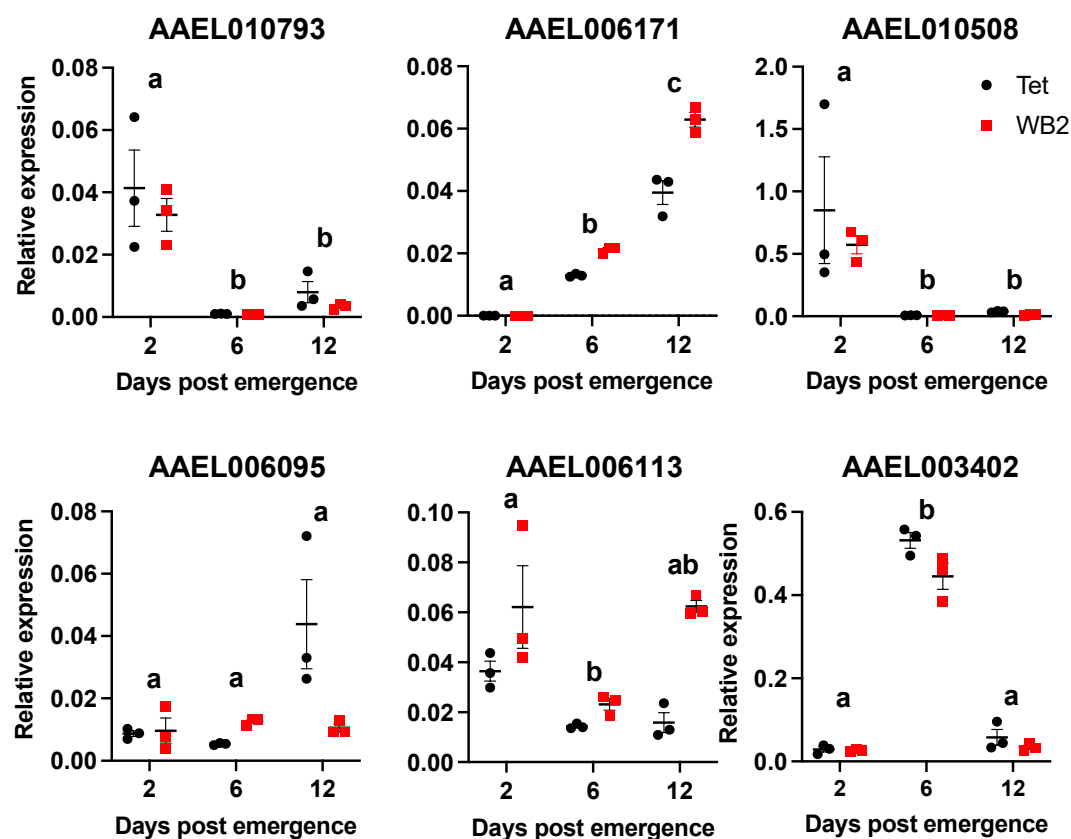 AAEL010793
AAEL006171
AAEL010508
Relative expression
0.08
0.06
0.04
0.02
0.00
a
b
b
2
6
12
Days post emergence
0.08
0.06
0.04
0.02
0.00
a
b
c
2
6
12
Days post emergence
2.0
1.5
1.0
0.5
0.0
a
b
b
Tet
WB2
2
6
12
Days post emergence
AAEL006095
AAEL006113
AAEL003402
Relative expression
0.08
0.06
0.04
0.02
0.00
a
a
a
2
6
12
Days post emergence
0.10
0.08
0.06
0.04
0.02
0.00
a
b
ab
2
6
12
Days post emergence
Relative expression
0.6
0.4
0.2
0.0
a
b
a
2
6
12
Days post emergence